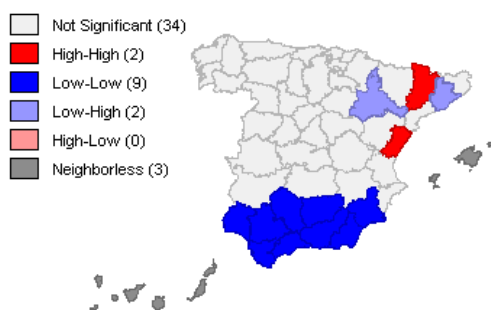 Not Significant (34)
High-High (2)
Low-Low (9)
Low-High (2)
High-Low (0)
Neighborless (3)